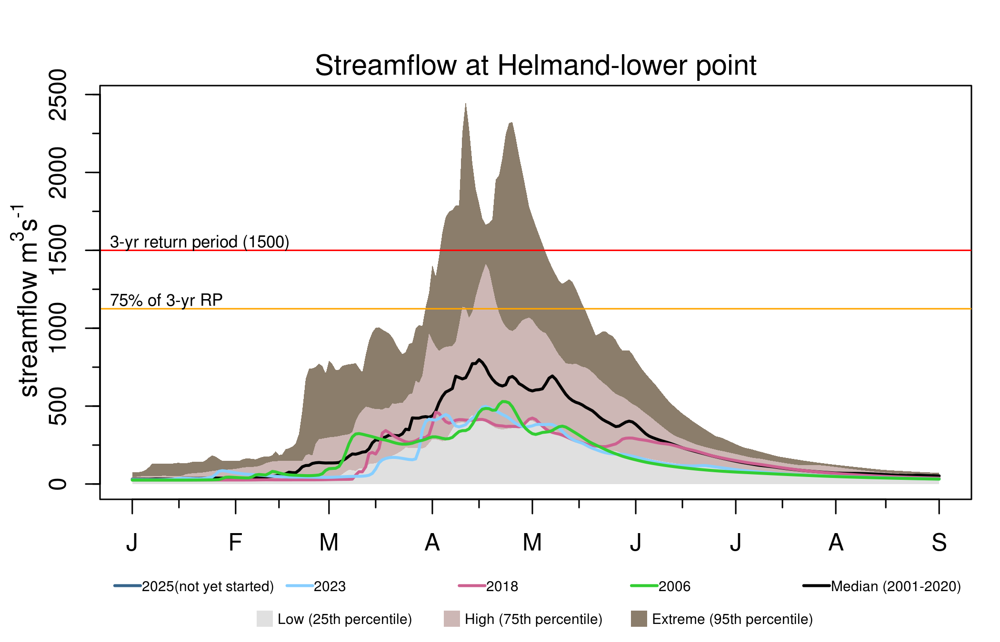 Streamflow at Helmand-lower point
streamflow m³s⁻¹
2500
2000
1500
1000
500
0
3-yr return period (1500)
75% of 3-yr RP
J F M A M J J A S
2025(not yet started) 2023 2018 2006 Median (2001-2020)
Low (25th percentile) High (75th percentile) Extreme (95th percentile)